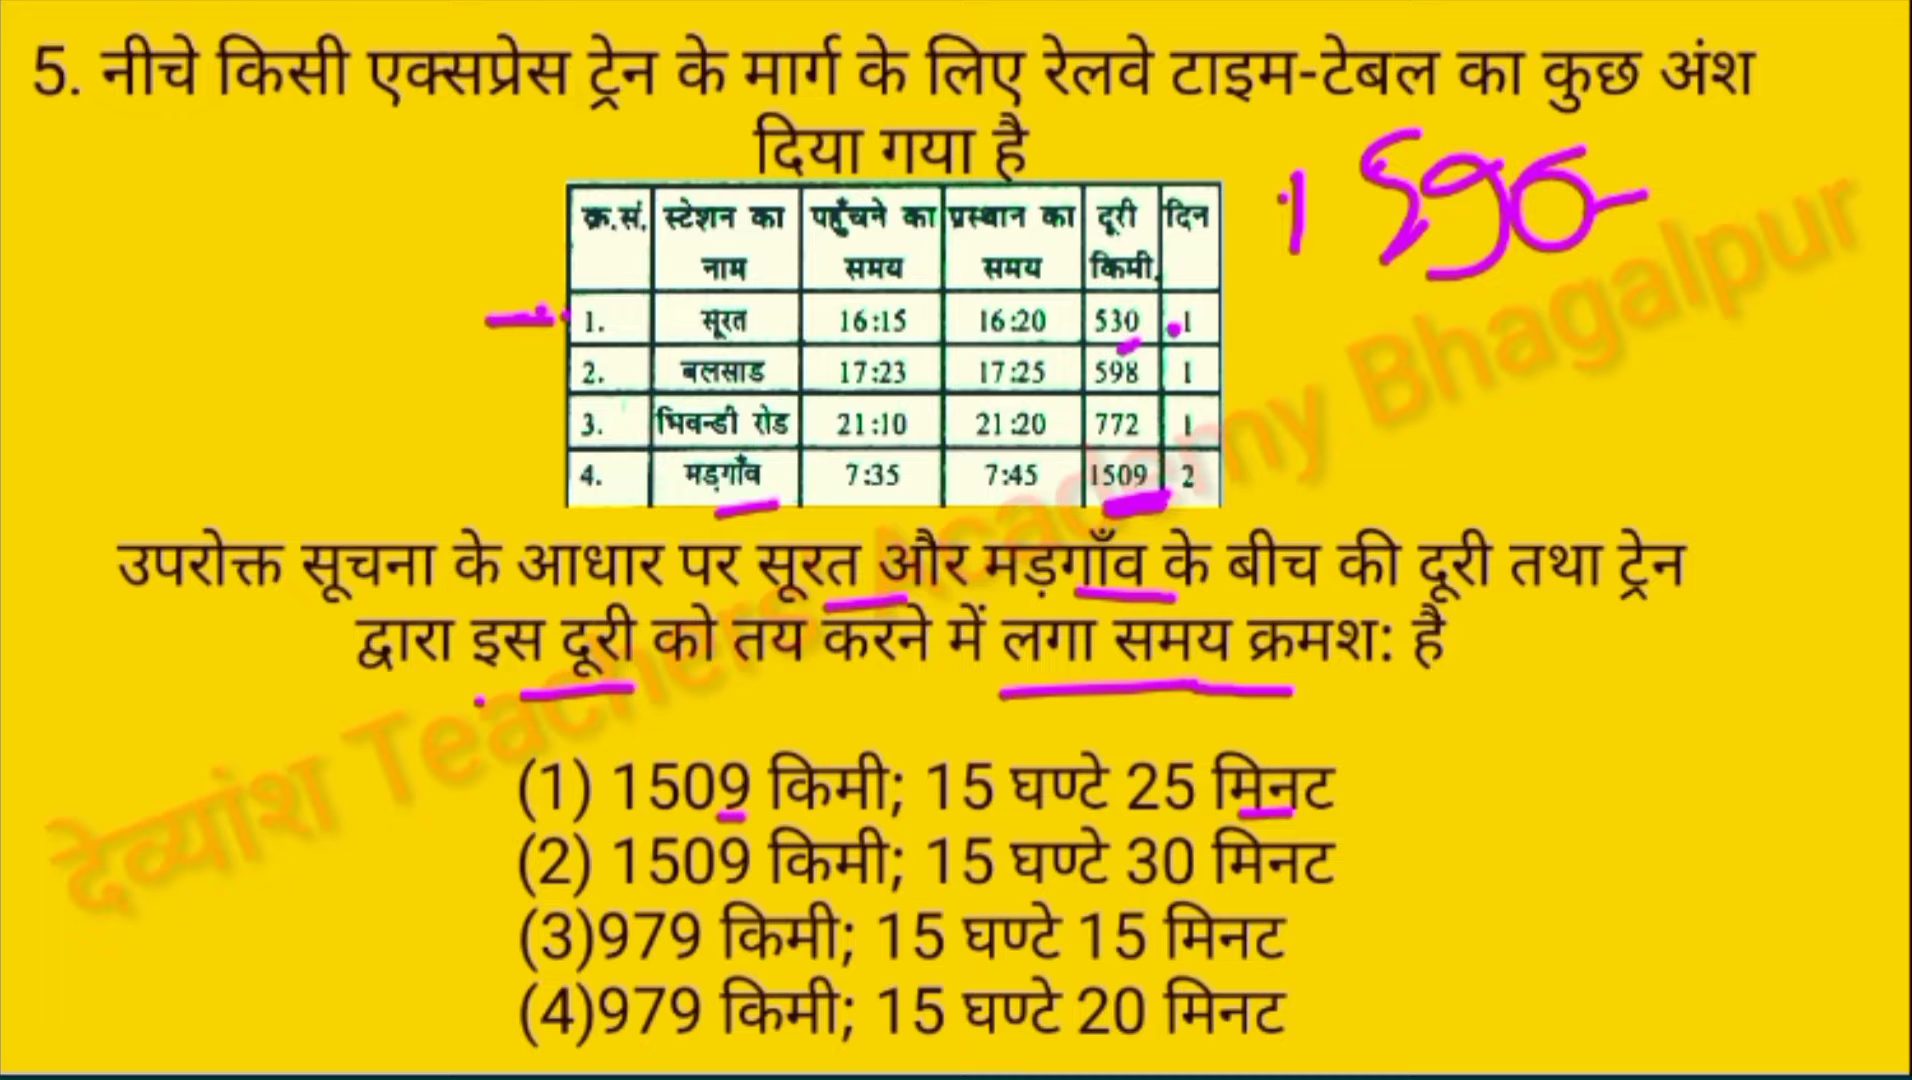 5. नीचे किसी एक्सप्रेस ट्रेन के मार्ग के लिए रेलवे टाइम-टेबल का कुछ अंश
दिया गया है
क्र.सं. स्टेशन का नाम पहुँचने का समय प्रस्थान का समय दूरी किमी. दिन
1. सूरत 16:15 16:20 530 1
2. बलसाड 17:23 17:25 598 1
3. भिवन्डी रोड 21:10 21:20 772 1
4. मड़गाँव 7:35 7:45 1509 2
उपरोक्त सूचना के आधार पर सूरत और मड़गाँव के बीच की दूरी तथा ट्रेन
द्वारा इस दूरी को तय करने में लगा समय क्रमश: है
(1) 1509 किमी; 15 घण्टे 25 मिनट
(2) 1509 किमी; 15 घण्टे 30 मिनट
(3)979 किमी; 15 घण्टे 15 मिनट
(4)979 किमी; 15 घण्टे 20 मिनट
देव्यांश Teachers Academy Bhagalpur